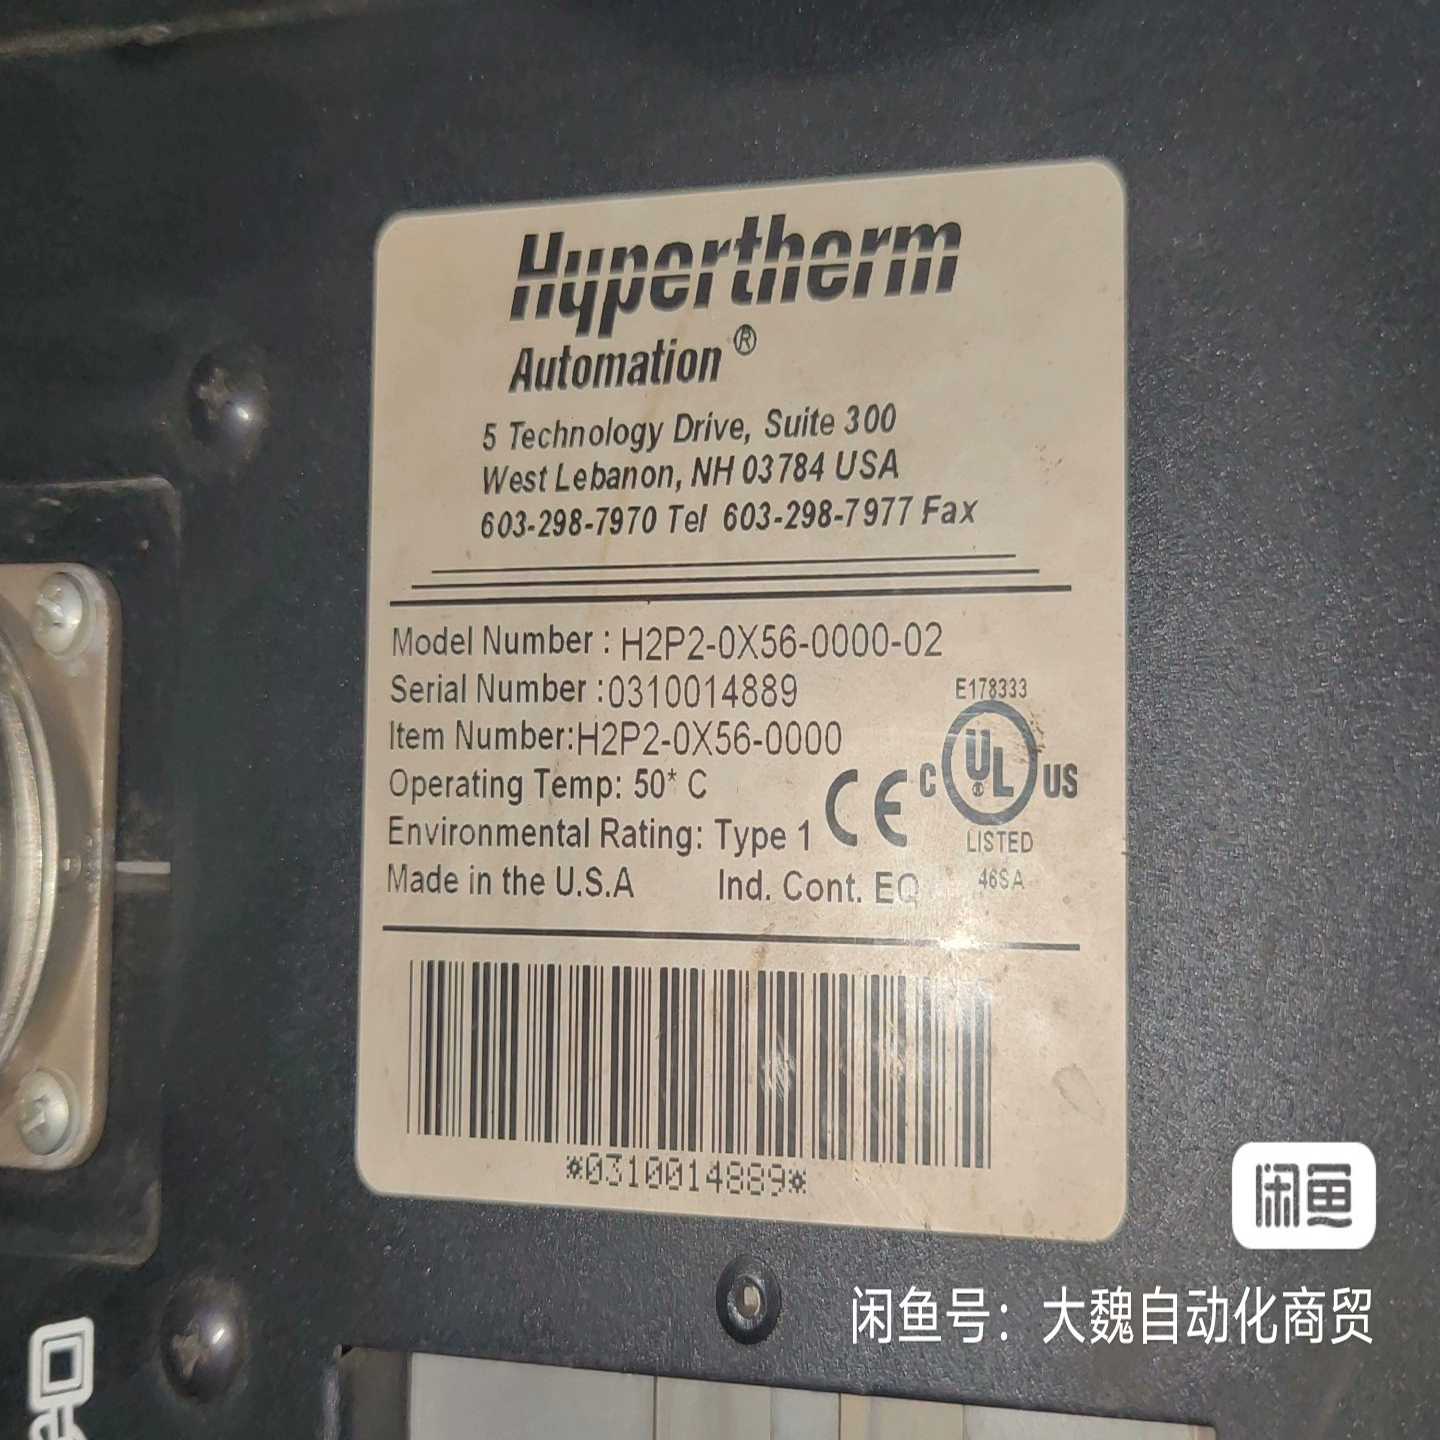 Hypertherm
Automation®
5 Technology Drive, Suite 300
West Lebanon, NH 03784 USA
603-298-7970 Tel 603-298-7977 Fax
Model Number : H2P2-0X56-0000-02
Serial Number :0310014889
Item Number:H2P2-0X56-0000
Operating Temp: 50* C
Environmental Rating: Type 1
Made in the U.S.A Ind. Cont. EQ
CE
E178333
C UL® US
LISTED
46SA
*0310014889*
闲鱼
闲鱼号：大魏自动化商贸